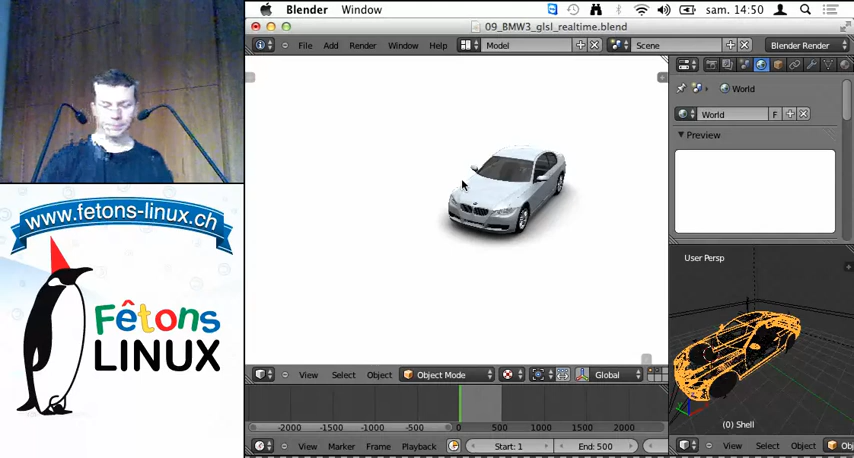 Blender Window
sam. 14:50
09_BMW3_glsl_realtime.blend
File Add Render Window Help
Model
Scene
Blender Render
World
World
F
Preview
www.fetons-linux.ch
Fêtons
LINUX
User Persp
(0) Shell
View Select Object
Object Mode
Global
-2000 -1500 -1000 -500 0 500 1000 1500 2000
View Marker Frame Playback
Start: 1
End: 500
View Select Object
Ob